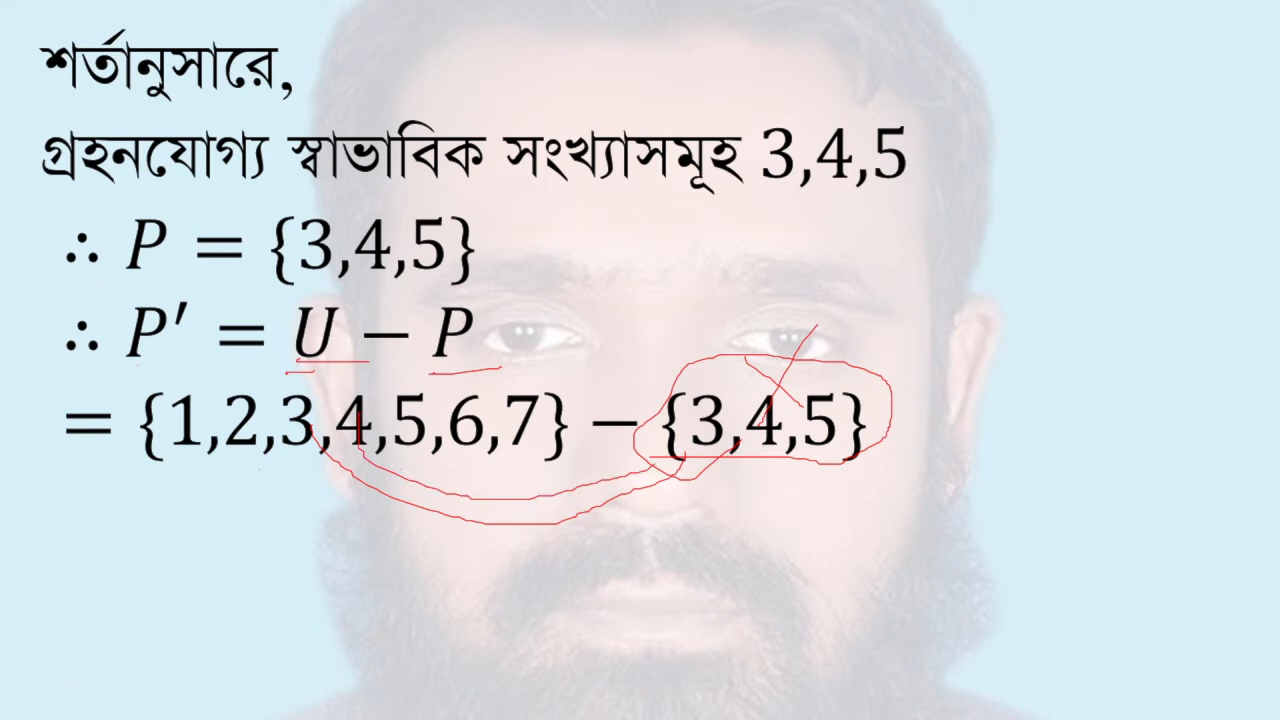 শর্তানুসারে,
গ্রহনযোগ্য স্বাভাবিক সংখ্যাসমূহ 3,4,5
∴ P = {3,4,5}
∴ P′ = U − P
= {1,2,3,4,5,6,7} − {3,4,5}